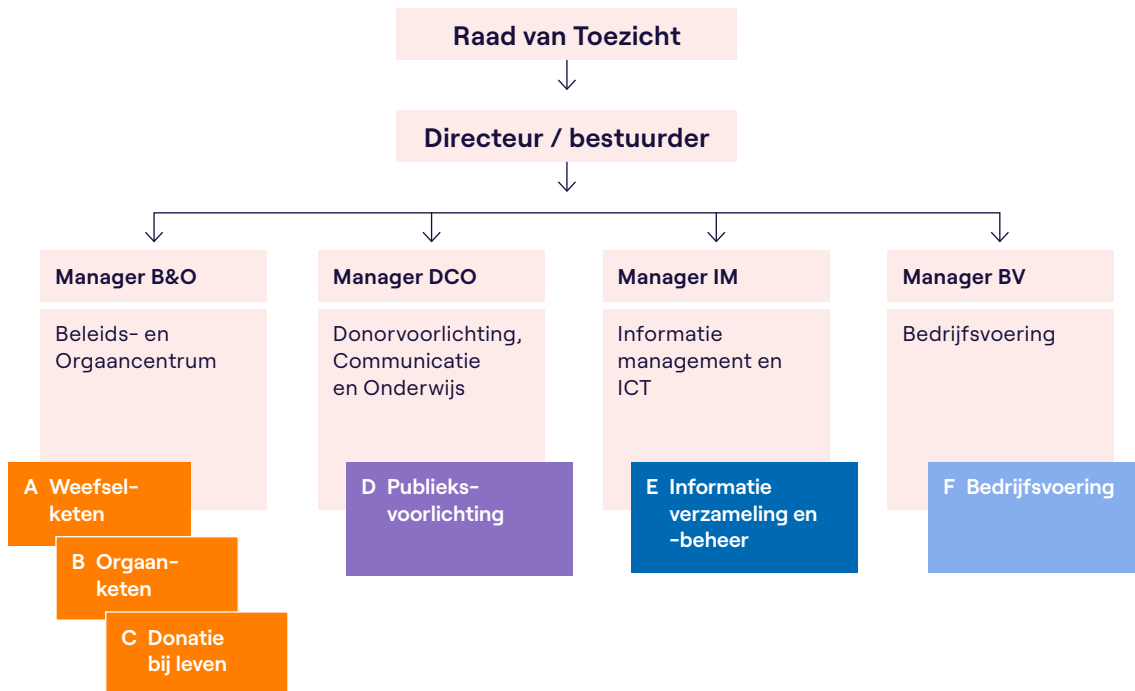 Raad van Toezicht
Directeur / bestuurder
Manager B&O
Beleids- en
Orgaancentrum
A Weefsel-
keten
B Orgaan-
keten
C Donatie
bij leven
Manager DCO
Donorvoorlichting,
Communicatie
en Onderwijs
D Publieks-
voorlichting
Manager IM
Informatie
management en
ICT
E Informatie
verzameling en
-beheer
Manager BV
Bedrijfsvoering
F Bedrijfsvoering